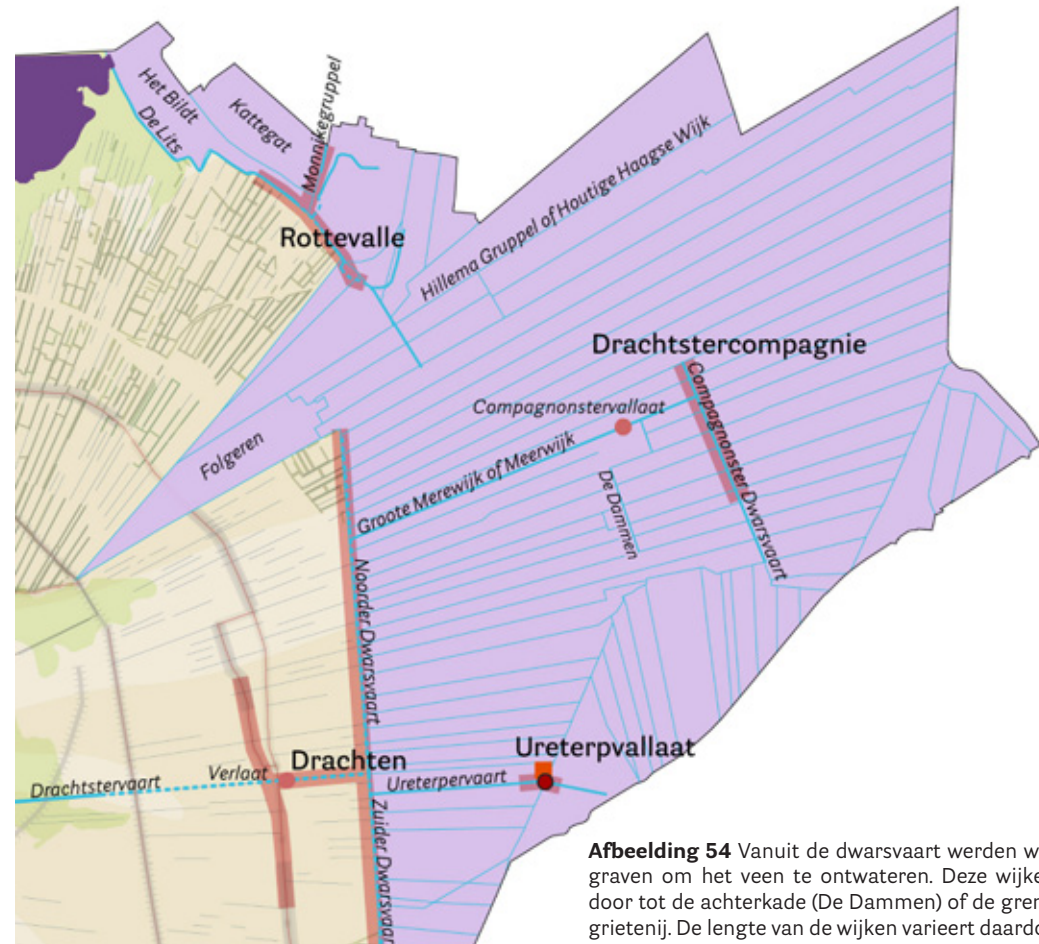 Het Bildt
De Lits
Kattegat
Monnikegruppel
Rottevalle
Hillema Gruppel of Houtige Haagse Wijk
Drachtstercompagnie
Compagnonstervallaat
Compagnonster Dwarsvaart
Folgeren
Groote Merewijk of Meerwijk
De Dammen
Noorder Dwarsvaart
Drachten
Ureterpvallaat
Drachtstervaart
Verlaat
Ureterpervaart
Zuider Dwarsvaart
Afbeelding 54 Vanuit de dwarsvaart werden w
graven om het veen te ontwateren. Deze wijke
door tot de achterkade (De Dammen) of de gren
grietenij. De lengte van de wijken varieert daardo